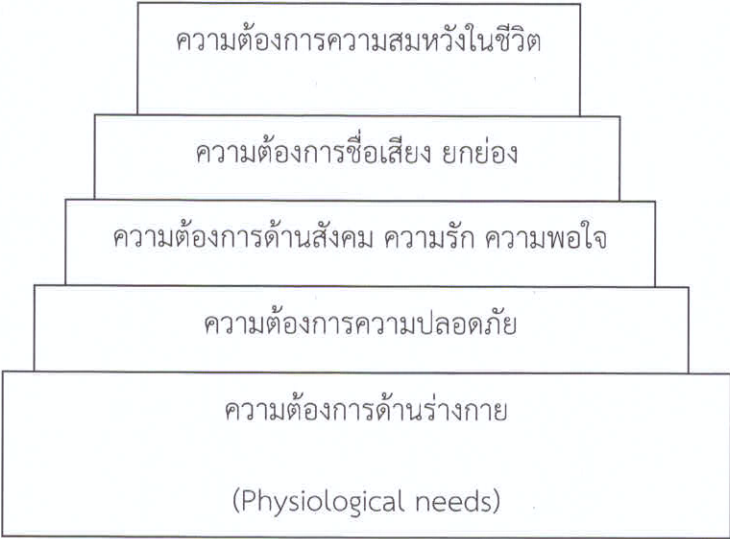 ความต้องการความสมหวังในชีวิต
ความต้องการชื่อเสียง ยกย่อง
ความต้องการด้านสังคม ความรัก ความพอใจ
ความต้องการความปลอดภัย
ความต้องการด้านร่างกาย
(Physiological needs)